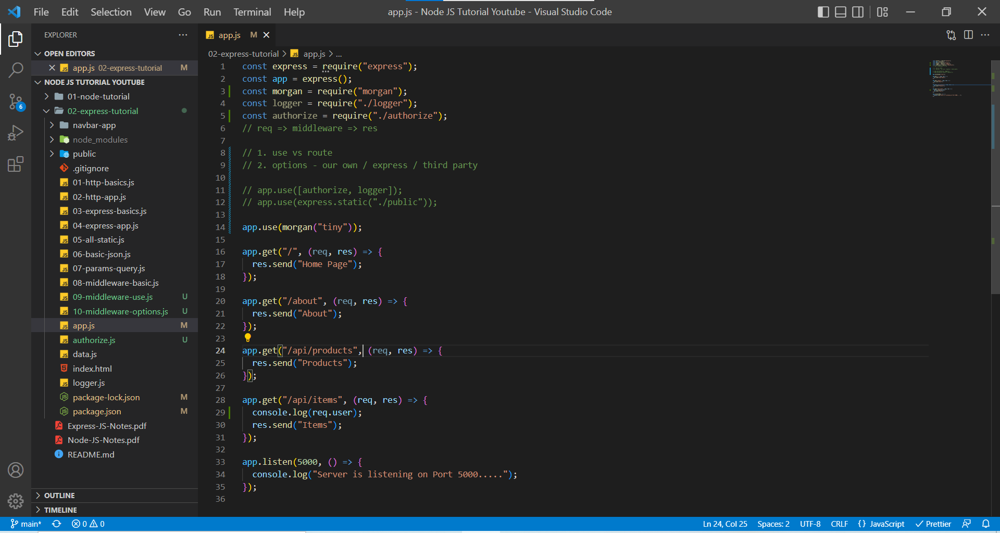 File Edit Selection View Go Run Terminal Help
app.js - Node JS Tutorial Youtube - Visual Studio Code
EXPLORER
OPEN EDITORS
app.js 02-express-tutorial M
NODE JS TUTORIAL YOUTUBE
01-node-tutorial
02-express-tutorial
navbar-app
node_modules
public
.gitignore
01-http-basics.js
02-http-app.js
03-express-basics.js
04-express-app.js
05-all-static.js
06-basic-json.js
07-params-query.js
08-middleware-basic.js
09-middleware-use.js U
10-middleware-options.js U
app.js M
authorize.js U
data.js
index.html
logger.js
package-lock.json M
package.json M
Express-JS-Notes.pdf
Node-JS-Notes.pdf
README.md
OUTLINE
TIMELINE
6
JS app.js M
02-express-tutorial > JS app.js > ...
1 const express = require("express");
2 const app = express();
3 const morgan = require("morgan");
4 const logger = require("./logger");
5 const authorize = require("./authorize");
6 // req => middleware => res
7
8 // 1. use vs route
9 // 2. options - our own / express / third party
10
11 // app.use([authorize, logger]);
12 // app.use(express.static("./public"));
13
14 app.use(morgan("tiny"));
15
16 app.get("/", (req, res) => {
17 res.send("Home Page");
18 });
19
20 app.get("/about", (req, res) => {
21 res.send("About");
22 });
23
24 app.get("/api/products", (req, res) => {
25 res.send("Products");
26 });
27
28 app.get("/api/items", (req, res) => {
29 console.log(req.user);
30 res.send("Items");
31 });
32
33 app.listen(5000, () => {
34 console.log("Server is listening on Port 5000.....");
35 });
36
main* 0 0 Ln 24, Col 25 Spaces: 2 UTF-8 CRLF {} JavaScript Prettier